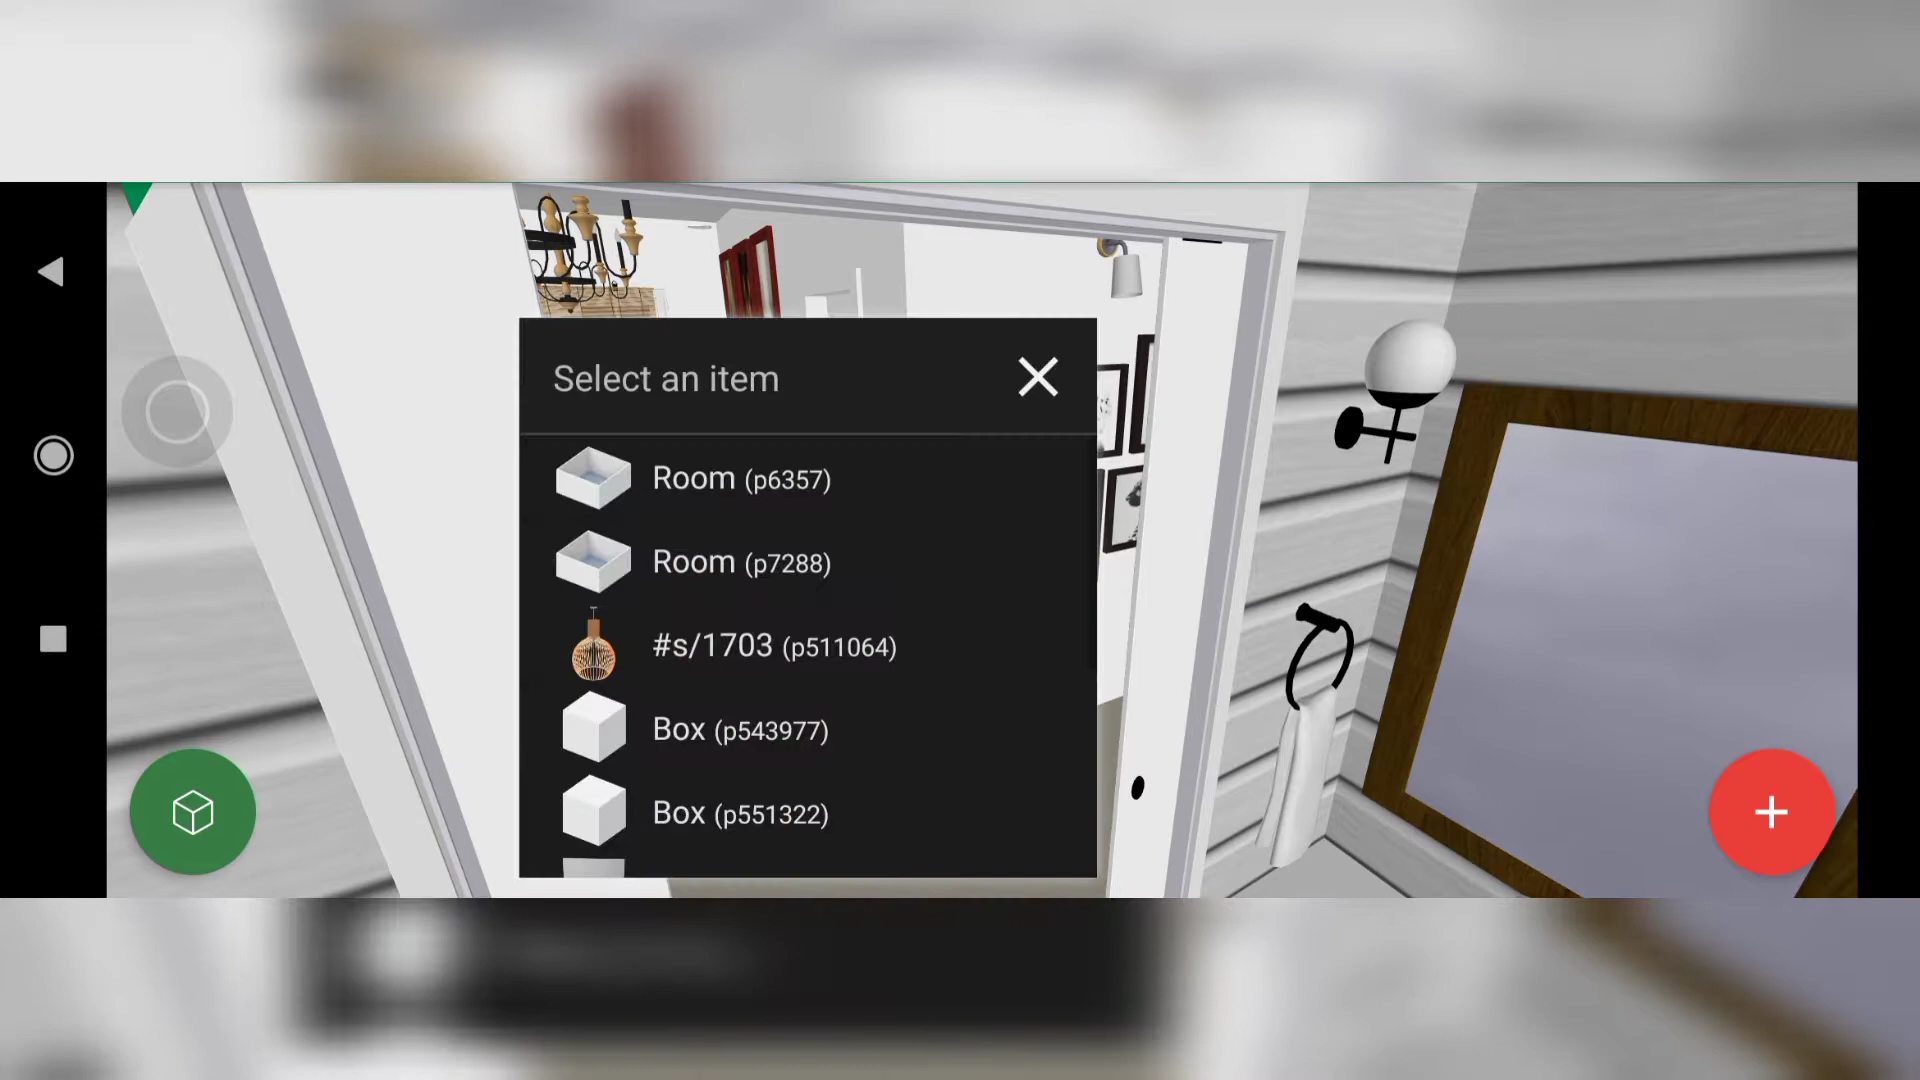 Select an item
Room (p6357)
Room (p7288)
#s/1703 (p511064)
Box (p543977)
Box (p551322)